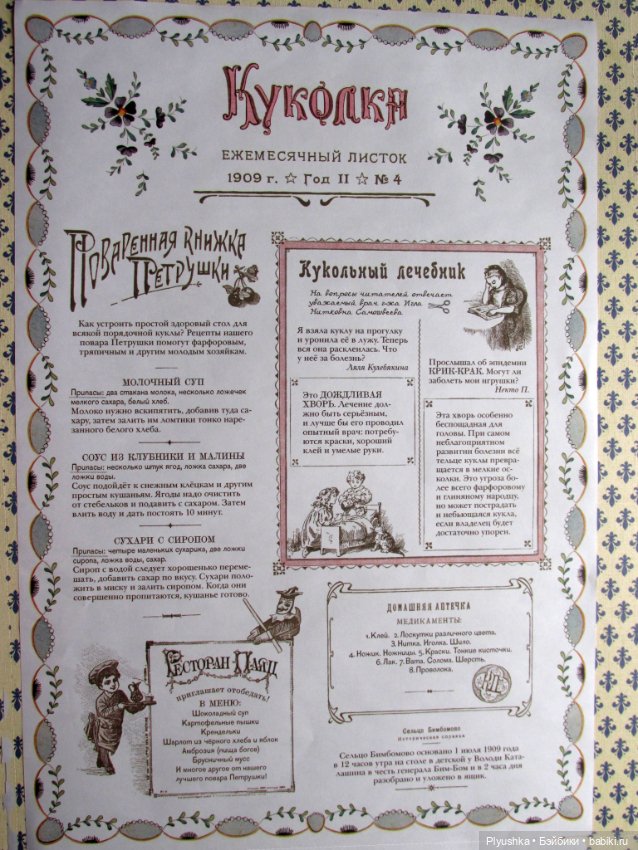 Куколка
ЕЖЕМЕСЯЧНЫЙ ЛИСТОК
1909 г. ☆ Год II ☆ № 4
Поваренная книжка
Петрушки
Как устроить простой здоровый стол для
всякой порядочной куклы? Рецепты нашего
повара Петрушки помогут фарфоровым,
тряпичным и другим молодым хозяйкам.
МОЛОЧНЫЙ СУП
Припасы: два стакана молока, несколько ложечек
мелкого сахара, белый хлеб.
Молоко нужно вскипятить, добавив туда са-
хару, затем залить им ломтики тонко наре-
занного белого хлеба.
СОУС ИЗ КЛУБНИКИ И МАЛИНЫ
Припасы: несколько штук ягод, ложка сахара, две
ложки воды.
Соус подойдёт к снежным клёцкам и другим
простым кушаньям. Ягоды надо очистить
от стебельков и подавить с сахаром. Затем
влить воду и дать постоять 10 минут.
СУХАРИ С СИРОПОМ
Припасы: четыре маленьких сухарика, две ложки
сиропа, ложка воды, сахар.
Сироп с водой следует хорошенько переме-
шать, добавить сахар по вкусу. Сухари поло-
жить в миску и залить сиропом. Когда они
совершенно пропитаются, кушанье готово.
Ресторан „Паяц“
приглашает отобедать!
В МЕНЮ:
Шоколадный суп
Картофельные пышки
Крендельки
Шарлот из чёрного хлеба и яблок
Амврозия (пища богов)
Брусничный мусс
И многое другое от нашего
лучшего повара Петрушки!
Кукольный лечебник
На вопросы читателей отвечает
уважаемый врач г-жа Игла
Нитковна Самошвеева
Я взяла куклу на прогулку
и уронила её в лужу. Теперь
вся она расклеилась. Что
у неё за болезнь?
Ляля Кулебякина
Это ДОЖДЛИВАЯ
ХВОРЬ. Лечение дол-
жно быть серьёзным,
и лучше бы его проводил
опытный врач: потребу-
ются краски, хороший
клей и умелые руки.
Прослышал об эпидемии
КРИК-КРАК. Могут ли
заболеть мои игрушки?
Некто П.
Эта хворь особенно
беспощадная для
головы. При самом
неблагоприятном
развитии болезни всё
тельце куклы превра-
щается в мелкие ос-
колки. Это угроза бо-
лее всего фарфоровому
и глиняному народцу,
но может пострадать
и небьющаяся кукла,
если владелец будет
достаточно упорен.
ДОМАШНЯЯ АПТЕЧКА
МЕДИКАМЕНТЫ:
1. Клей. 2. Лоскутки различного цвета.
3. Нитка. Иголка. Шило.
4. Ножик. Ножницы. 5. Краски. Тонкие кисточки.
6. Лак. 7. Вата. Солома. Шерсть.
8. Проволока.
Сельцо Бимбомово
Историческая справка
Сельцо Бимбомово основано 1 июля 1909 года
в 12 часов утра на столе в детской у Володи Ката-
лашина в честь генерала Бим-Бом и в 2 часа дня
разобрано и уложено в ящик.
Plyushka • Бэйбики • babiki.ru